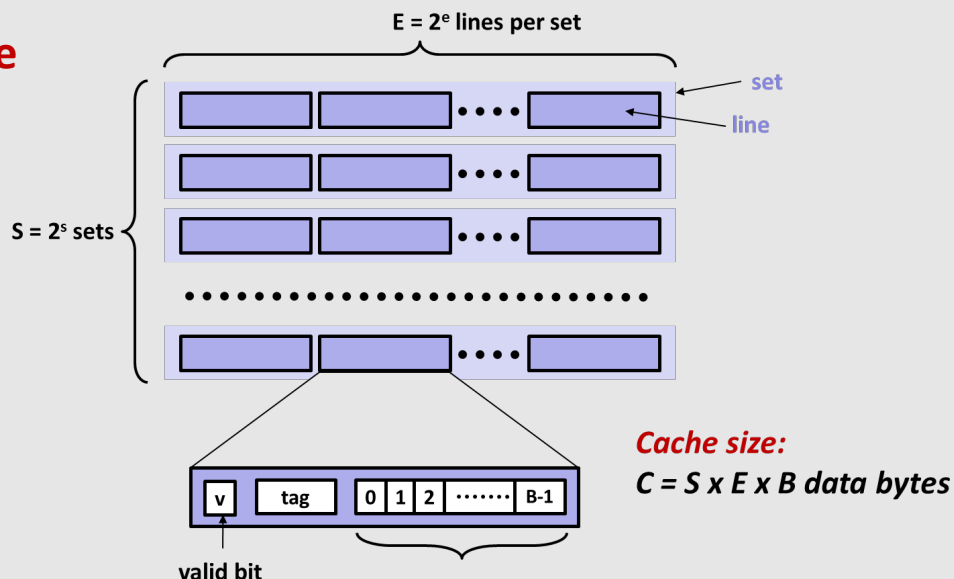 E = 2ᵉ lines per set
e
set
line
S = 2ˢ sets
Cache size:
C = S x E x B data bytes
v tag 0 1 2 ······· B-1
valid bit